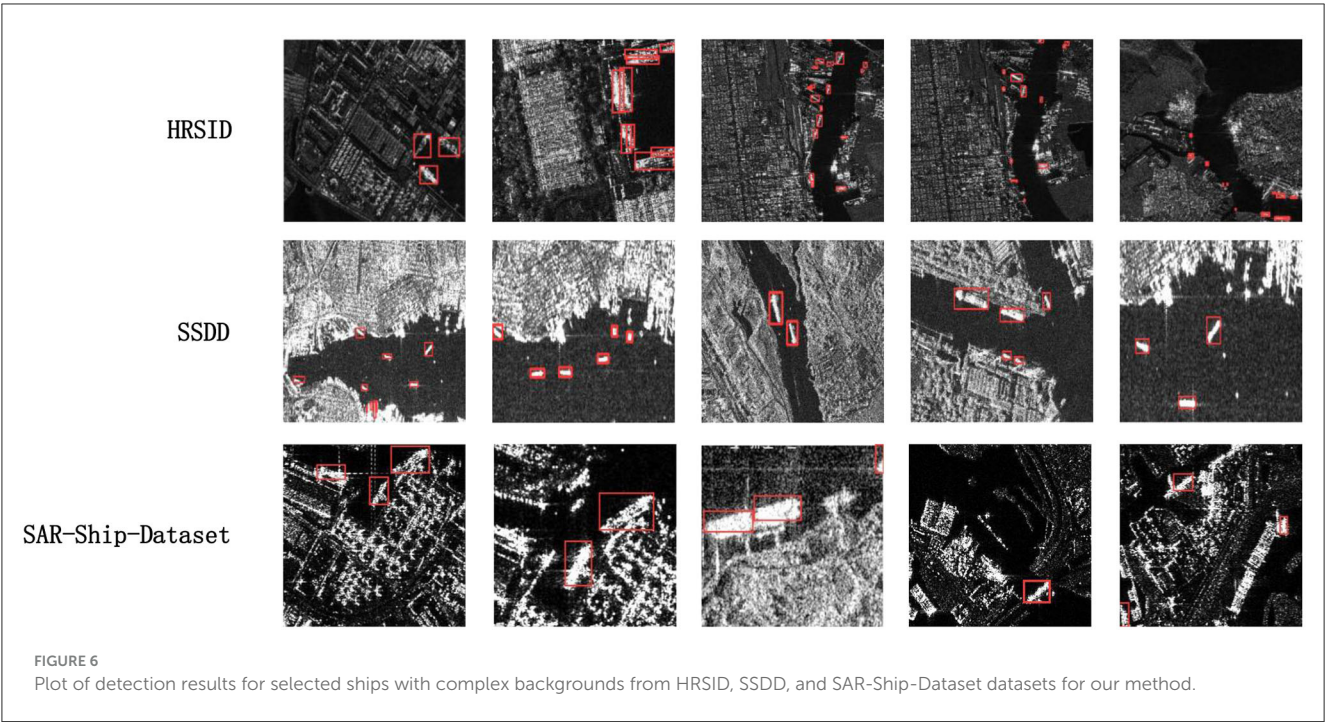 HRSID
SSDD
SAR-Ship-Dataset
FIGURE 6
Plot of detection results for selected ships with complex backgrounds from HRSID, SSDD, and SAR-Ship-Dataset datasets for our method.